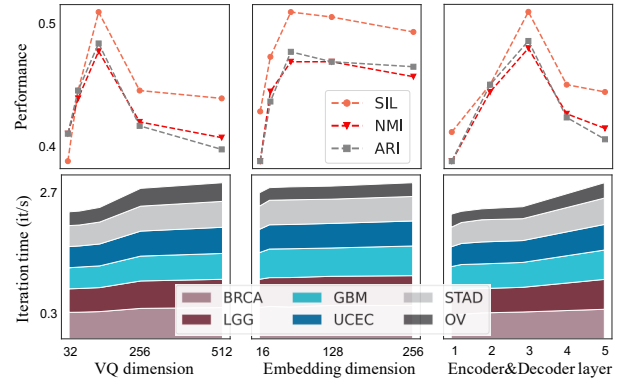 Performance
0.5
0.4
SIL
NMI
ARI
Iteration time (it/s)
2.7
0.3
BRCA GBM STAD
LGG UCEC OV
32 256 512
16 128 256
1 2 3 4 5
VQ dimension
Embedding dimension
Encoder&Decoder layer